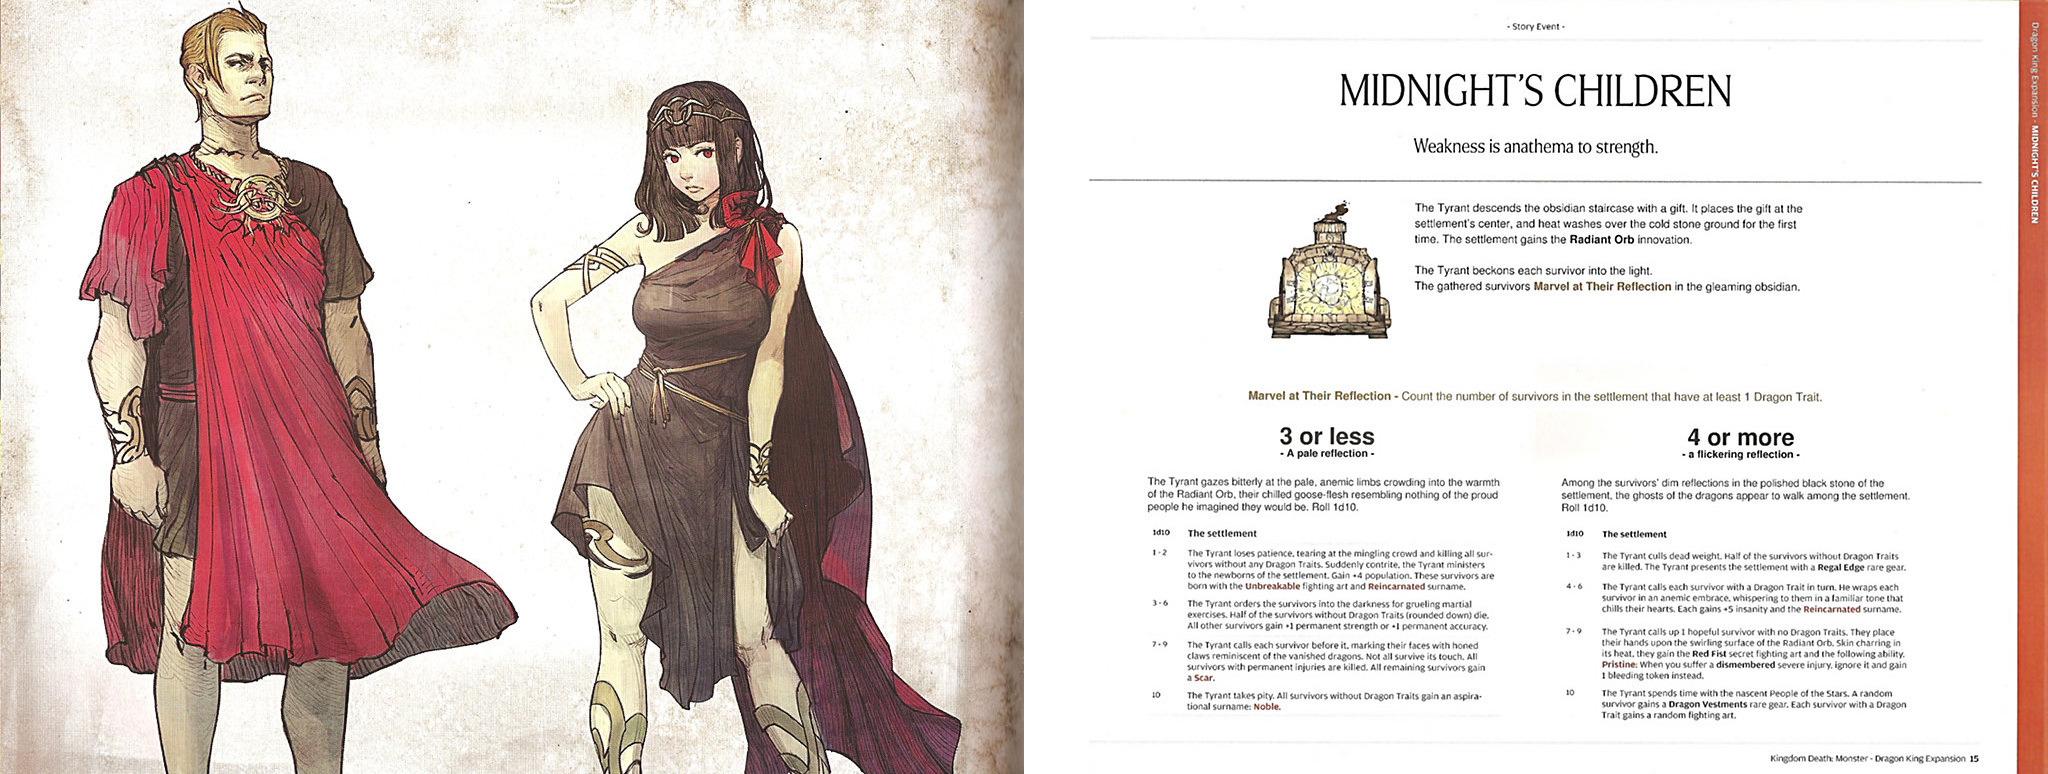 - Story Event -
MIDNIGHT'S CHILDREN
Weakness is anathema to strength.
The Tyrant descends the obsidian staircase with a gift. It places the gift at the
settlement's center, and heat washes over the cold stone ground for the first
time. The settlement gains the Radiant Orb innovation.
The Tyrant beckons each survivor into the light.
The gathered survivors Marvel at Their Reflection in the gleaming obsidian.
Marvel at Their Reflection - Count the number of survivors in the settlement that have at least 1 Dragon Trait.
3 or less
- A pale reflection -
The Tyrant gazes bitterly at the pale, anemic limbs crowding into the warmth
of the Radiant Orb, their chilled goose-flesh resembling nothing of the proud
people he imagined they would be. Roll 1d10.
1d10 The settlement
1 - 2 The Tyrant loses patience, tearing at the mingling crowd and killing all sur-
vivors without any Dragon Traits. Suddenly contrite, the Tyrant ministers
to the newborns of the settlement. Gain +4 population. These survivors are
born with the Unbreakable fighting art and Reincarnated surname.
3 - 6 The Tyrant orders the survivors into the darkness for grueling martial
exercises. Half of the survivors without Dragon Traits (rounded down) die.
All other survivors gain +1 permanent strength or +1 permanent accuracy.
7 - 9 The Tyrant calls each survivor before it, marking their faces with honed
claws reminiscent of the vanished dragons. Not all survive its touch. All
survivors with permanent injuries are killed. All remaining survivors gain
a Scar.
10 The Tyrant takes pity. All survivors without Dragon Traits gain an aspira-
tional surname: Noble.
4 or more
- a flickering reflection -
Among the survivors' dim reflections in the polished black stone of the
settlement, the ghosts of the dragons appear to walk among the settlement.
Roll 1d10.
1d10 The settlement
1 - 3 The Tyrant culls dead weight. Half of the survivors without Dragon Traits
are killed. The Tyrant presents the settlement with a Regal Edge rare gear.
4 - 6 The Tyrant calls each survivor with a Dragon Trait in turn. He wraps each
survivor in an anemic embrace, whispering to them in a familiar tone that
chills their hearts. Each gains +5 insanity and the Reincarnated surname.
7 - 9 The Tyrant calls up 1 hopeful survivor with no Dragon Traits. They place
their hands upon the swirling surface of the Radiant Orb. Skin charring in
its heat, they gain the Red Fist secret fighting art and the following ability.
Pristine: When you suffer a dismembered severe injury, ignore it and gain
1 bleeding token instead.
10 The Tyrant spends time with the nascent People of the Stars. A random
survivor gains a Dragon Vestments rare gear. Each survivor with a Dragon
Trait gains a random fighting art.
Kingdom Death: Monster - Dragon King Expansion 15
Dragon King Expansion - MIDNIGHT'S CHILDREN